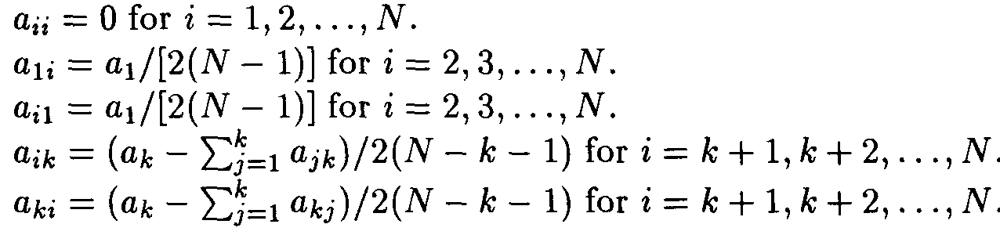 a_{ii} = 0 for i = 1, 2, ..., N.
a_{1i} = a_1/[2(N − 1)] for i = 2, 3, ..., N.
a_{i1} = a_1/[2(N − 1)] for i = 2, 3, ..., N.
a_{ik} = (a_k − ∑_{j=1}^{k} a_{jk})/2(N − k − 1) for i = k + 1, k + 2, ..., N.
a_{ki} = (a_k − ∑_{j=1}^{k} a_{kj})/2(N − k − 1) for i = k + 1, k + 2, ..., N.